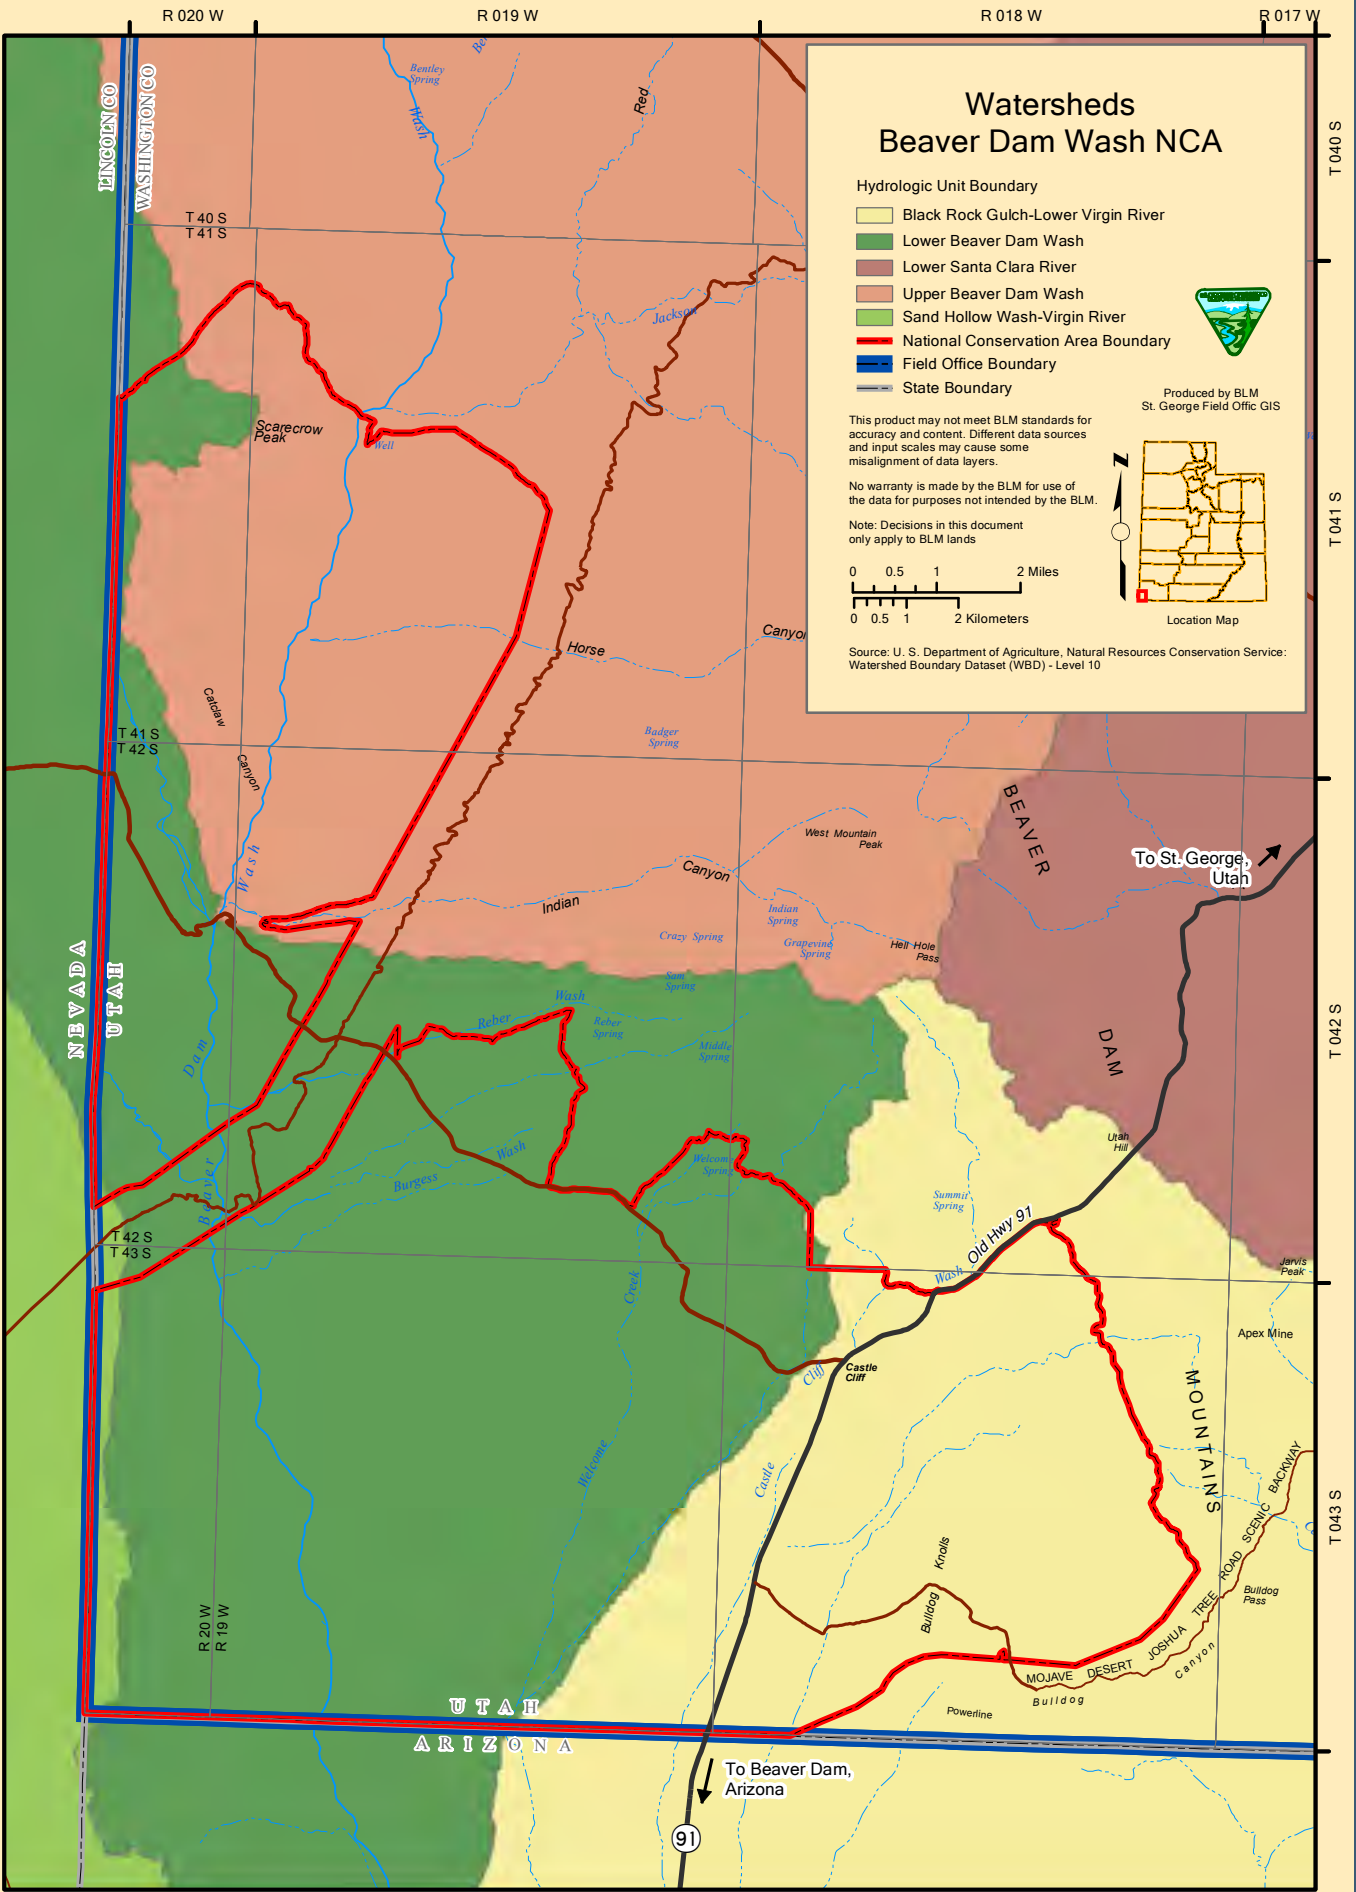 R 020 W
R 019 W
R 018 W
R 017 W
T 040 S
T 041 S
T 042 S
T 043 S
LINCOLN CO
WASHINGTON CO
Bentley
Spring
Wash
Red
T 40 S
T 41 S
Jackson
Scarecrow
Peak
Well
Watersheds
Beaver Dam Wash NCA
Hydrologic Unit Boundary
Black Rock Gulch-Lower Virgin River
Lower Beaver Dam Wash
Lower Santa Clara River
Upper Beaver Dam Wash
Sand Hollow Wash-Virgin River
National Conservation Area Boundary
Field Office Boundary
State Boundary
Produced by BLM
St. George Field Offic GIS
This product may not meet BLM standards for
accuracy and content. Different data sources
and input scales may cause some
misalignment of data layers.
No warranty is made by the BLM for use of
the data for purposes not intended by the BLM.
Note: Decisions in this document
only apply to BLM lands
0 0.5 1 2 Miles
0 0.5 1 2 Kilometers
Z
Location Map
Source: U. S. Department of Agriculture, Natural Resources Conservation Service:
Watershed Boundary Dataset (WBD) - Level 10
Horse
Canyo
Catclaw
Canyon
T 41 S
T 42 S
Badger
Spring
Wash
West Mountain
Peak
BEAVER
DAM
MOUNTAINS
To St. George,
Utah
Indian
Canyon
Indian
Spring
Crazy Spring
Grapevine
Spring
Hell Hole
Pass
Sam
Spring
NEVADA
UTAH
Reber
Wash
Reber
Spring
Middle
Spring
Dam
Beaver
Burgess
Wash
Welcome
Spring
Utah
Hill
Summit
Spring
Old Hwy 91
Wash
T 42 S
T 43 S
Jarvis
Peak
Apex Mine
Creek
Welcome
Cliff
Castle
Castle
Cliff
R 20 W
R 19 W
Bulldog
Knolls
MOJAVE DESERT JOSHUA TREE ROAD SCENIC BACKWAY
Bulldog
Pass
Bulldog
Canyon
Powerline
UTAH
ARIZONA
To Beaver Dam,
Arizona
91